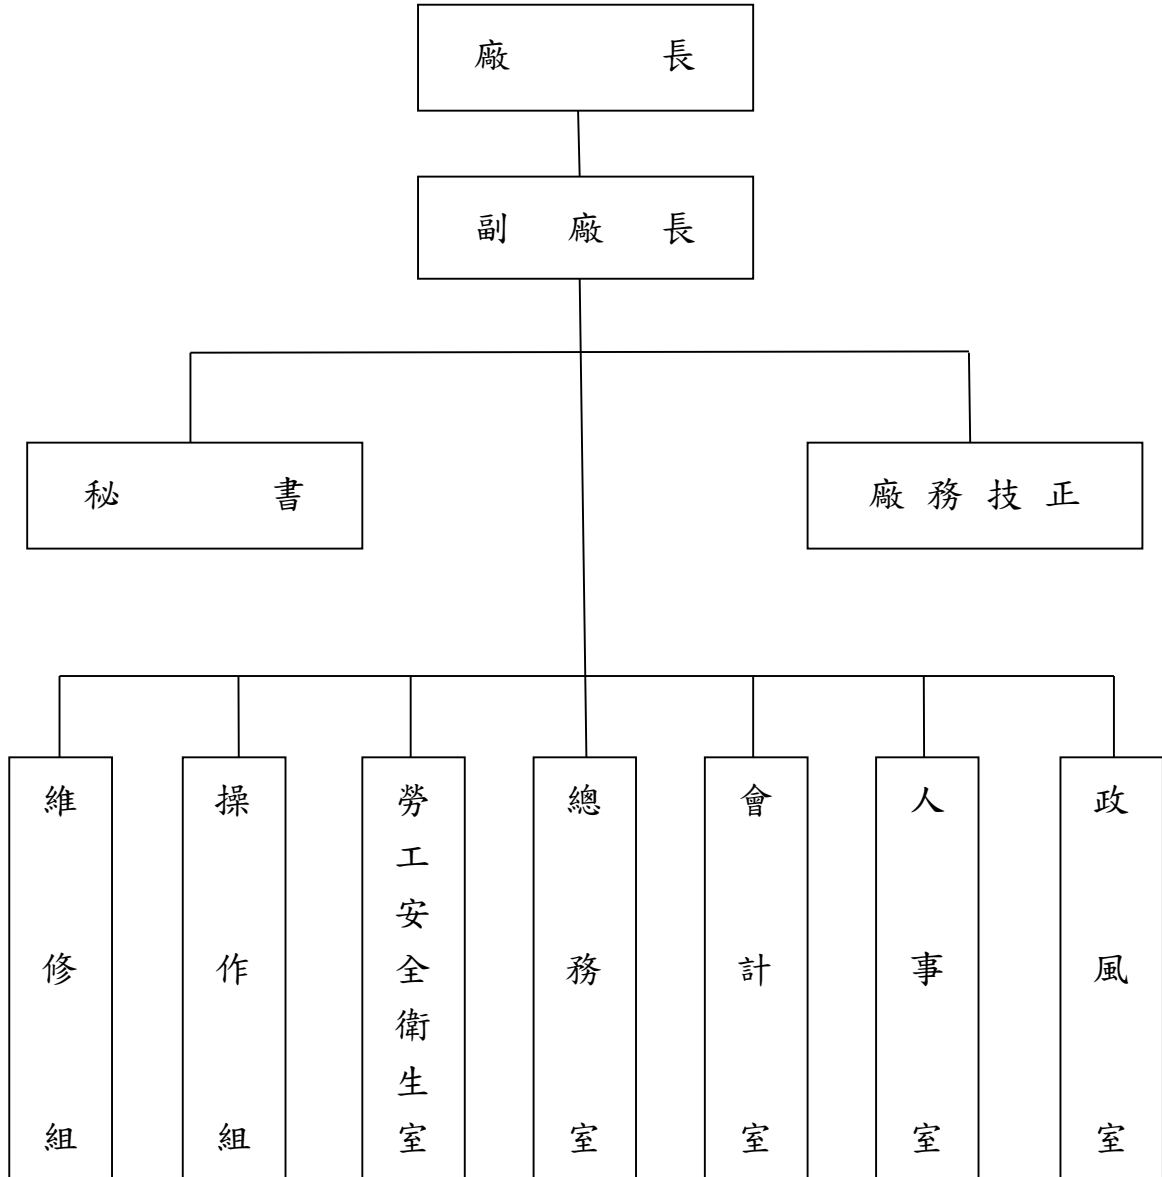 廠長
副廠長
秘書
廠務技正
維修組
操作組
勞工安全衛生室
總務室
會計室
人事室
政風室